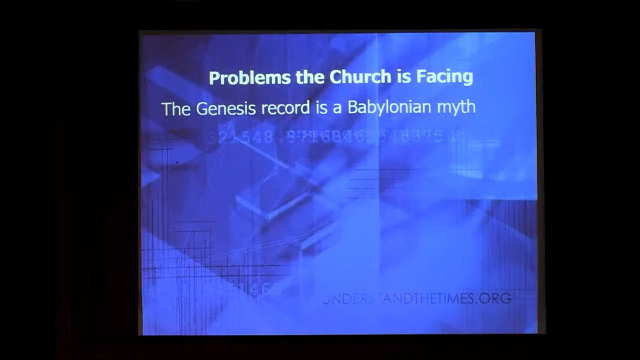 Problems the Church is Facing
The Genesis record is a Babylonian myth
UNDERSTANDTHETIMES.ORG